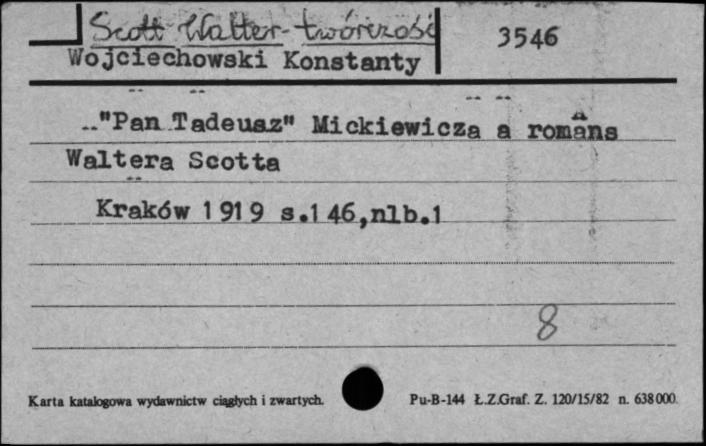 Scott Walter - twórczość
3546
Wojciechowski Konstanty
"Pan Tadeusz" Mickiewicza a romans
Waltera Scotta
Kraków 1919 s.146,nlb.1
8
Karta katalogowa wydawnictw ciągłych i zwartych.
Pu-B-144 Ł.Z.Graf. Z. 120/15/82 n. 638000.